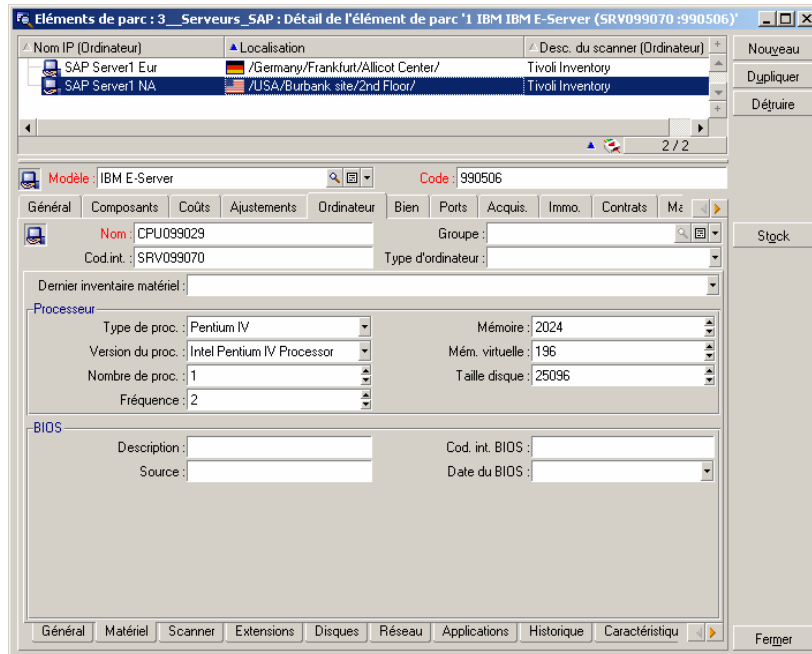 Eléments de parc : 3__Serveurs_SAP : Détail de l'élément de parc '1 IBM IBM E-Server (SRV099070 :990506)'
Nom IP (Ordinateur) Localisation Desc. du scanner (Ordinateur)
SAP Server1 Eur /Germany/Frankfurt/Allicot Center/ Tivoli Inventory
SAP Server1 NA /USA/Burbank site/2nd Floor/ Tivoli Inventory
2 / 2
Nouveau
Dupliquer
Détruire
Modèle : IBM E-Server Code : 990506
Général Composants Coûts Ajustements Ordinateur Bien Ports Acquis. Immo. Contrats Ma
Nom : CPU099029 Groupe :
Stock
Cod.int. : SRV099070 Type d'ordinateur :
Dernier inventaire matériel :
Processeur
Type de proc. : Pentium IV Mémoire : 2024
Version du proc. : Intel Pentium IV Processor Mém. virtuelle : 196
Nombre de proc. : 1 Taille disque : 25096
Fréquence : 2
BIOS
Description : Cod. int. BIOS :
Source : Date du BIOS :
Général Matériel Scanner Extensions Disques Réseau Applications Historique Caractéristiqu
Fermer